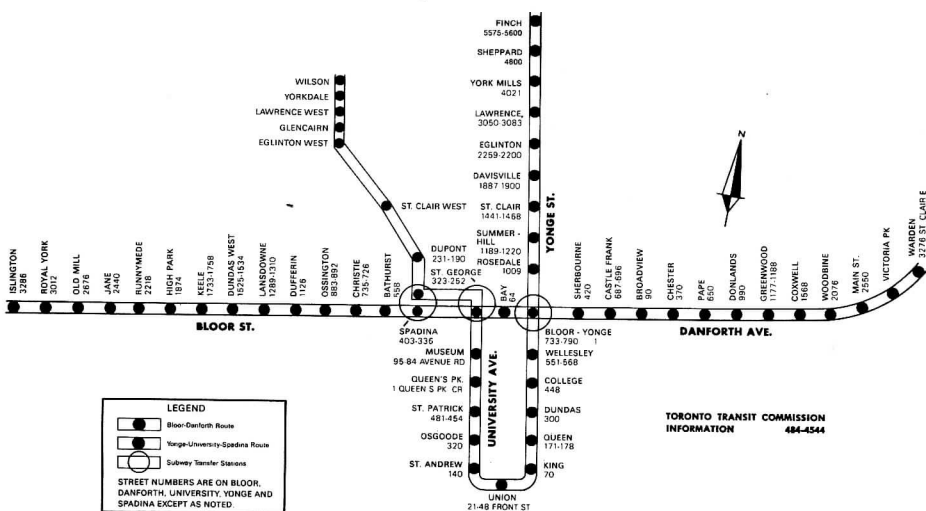 FINCH
5575-5600
SHEPPARD
4800
YORK MILLS
4021
LAWRENCE
3050-3083
EGLINTON
2259-2200
DAVISVILLE
1887 1900
ST. CLAIR
1441-1468
SUMMER -
HILL
1189-1220
ROSEDALE
1009
YONGE ST.
WILSON
YORKDALE
LAWRENCE WEST
GLENCAIRN
EGLINTON WEST
ST. CLAIR WEST
DUPONT
231-190
ST. GEORGE
323-252
N
ISLINGTON
3286
ROYAL YORK
3012
OLD MILL
2676
JANE
2440
RUNNYMEDE
2218
HIGH PARK
1874
KEELE
1733-1758
DUNDAS WEST
1525-1534
LANSDOWNE
1289-1310
DUFFERIN
1126
OSSINGTON
883-892
CHRISTIE
735-726
BATHURST
558
BAY
64
SHERBOURNE
420
CASTLE FRANK
687-696
BROADVIEW
90
CHESTER
370
PAPE
650
DONLANDS
990
GREENWOOD
1177-1188
COXWELL
1568
WOODBINE
2076
MAIN ST.
2550
VICTORIA PK
WARDEN
3276 ST CLAIR E
BLOOR ST.
DANFORTH AVE.
SPADINA
403-336
BLOOR - YONGE
733-790 1
MUSEUM
95-84 AVENUE RD
QUEEN'S PK.
1 QUEEN S PK CR
ST. PATRICK
481-454
OSGOODE
320
ST. ANDREW
140
UNIVERSITY AVE.
WELLESLEY
551-568
COLLEGE
448
DUNDAS
300
QUEEN
171-178
KING
70
UNION
21-48 FRONT ST
LEGEND
Bloor-Danforth Route
Yonge-University-Spadina Route
Subway Transfer Stations
STREET NUMBERS ARE ON BLOOR,
DANFORTH, UNIVERSITY, YONGE AND
SPADINA EXCEPT AS NOTED.
TORONTO TRANSIT COMMISSION
INFORMATION 484-4544